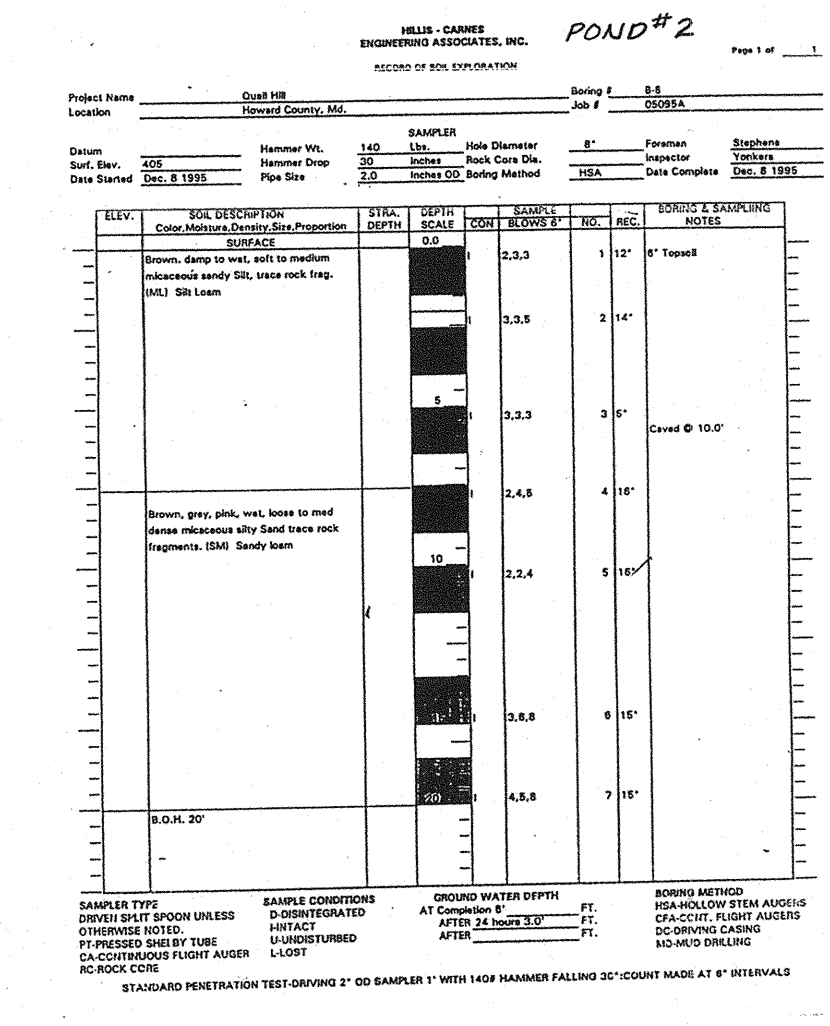 HILLIS - CARNES
ENGINEERING ASSOCIATES, INC.
POND #2
Page 1 of 1
RECORD OF SOIL EXPLORATION
Project Name Quail Hill Boring # B-6
Location Howard County, Md. Job # 05095A
SAMPLER
Datum Hammer Wt. 140 Lbs. Hole Diameter 8" Foreman Stephens
Surf. Elev. 405 Hammer Drop 30 Inches Rock Core Dia. Inspector Yonkers
Date Started Dec. 8 1995 Pipe Size 2.0 Inches OD Boring Method HSA Date Complete Dec. 8 1995
ELEV. SOIL DESCRIPTION STRA. DEPTH SAMPLE BORING & SAMPLING
Color,Moisture,Density,Size,Proportion DEPTH SCALE CON BLOWS 6" NO. REC. NOTES
SURFACE 0.0
Brown, damp to wet, soft to medium 2,3,3 1 12" 6" Topsoil
micaceous sandy Silt, trace rock frag.
(ML) Silt Loam
3,3,5 2 14"
5
3,3,3 3 5"
Caved @ 10.0'
2,4,5 4 16"
Brown, grey, pink, wet, loose to med
dense micaceous silty Sand trace rock
fragments. (SM) Sandy loam
10
2,2,4 5 16"
3,6,8 6 15"
20 4,5,8 7 15"
B.O.H. 20'
SAMPLER TYPE SAMPLE CONDITIONS GROUND WATER DEPTH BORING METHOD
DRIVEN SPLIT SPOON UNLESS D-DISINTEGRATED AT Completion 6' FT. HSA-HOLLOW STEM AUGERS
OTHERWISE NOTED. I-INTACT AFTER 24 hours 3.0' FT. CFA-CONT. FLIGHT AUGERS
PT-PRESSED SHELBY TUBE U-UNDISTURBED AFTER FT. DC-DRIVING CASING
CA-CONTINUOUS FLIGHT AUGER L-LOST MD-MUD DRILLING
RC-ROCK CORE
STANDARD PENETRATION TEST-DRIVING 2" OD SAMPLER 1' WITH 140# HAMMER FALLING 30":COUNT MADE AT 6" INTERVALS